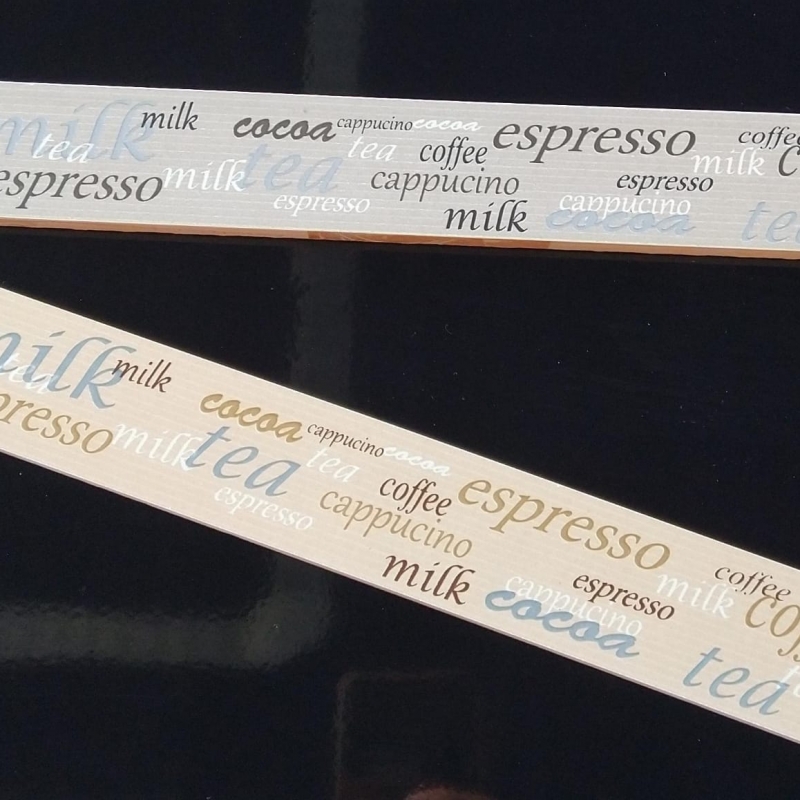 milk milk cocoa cappucino cocoa espresso coffee
tea tea coffee milk
espresso milk tea cappucino espresso
espresso milk cappucino cocoa tea
milk milk cocoa cappucino cocoa
tea tea coffee espresso coffee
espresso milk tea cappucino espresso milk
espresso milk cappucino cocoa tea